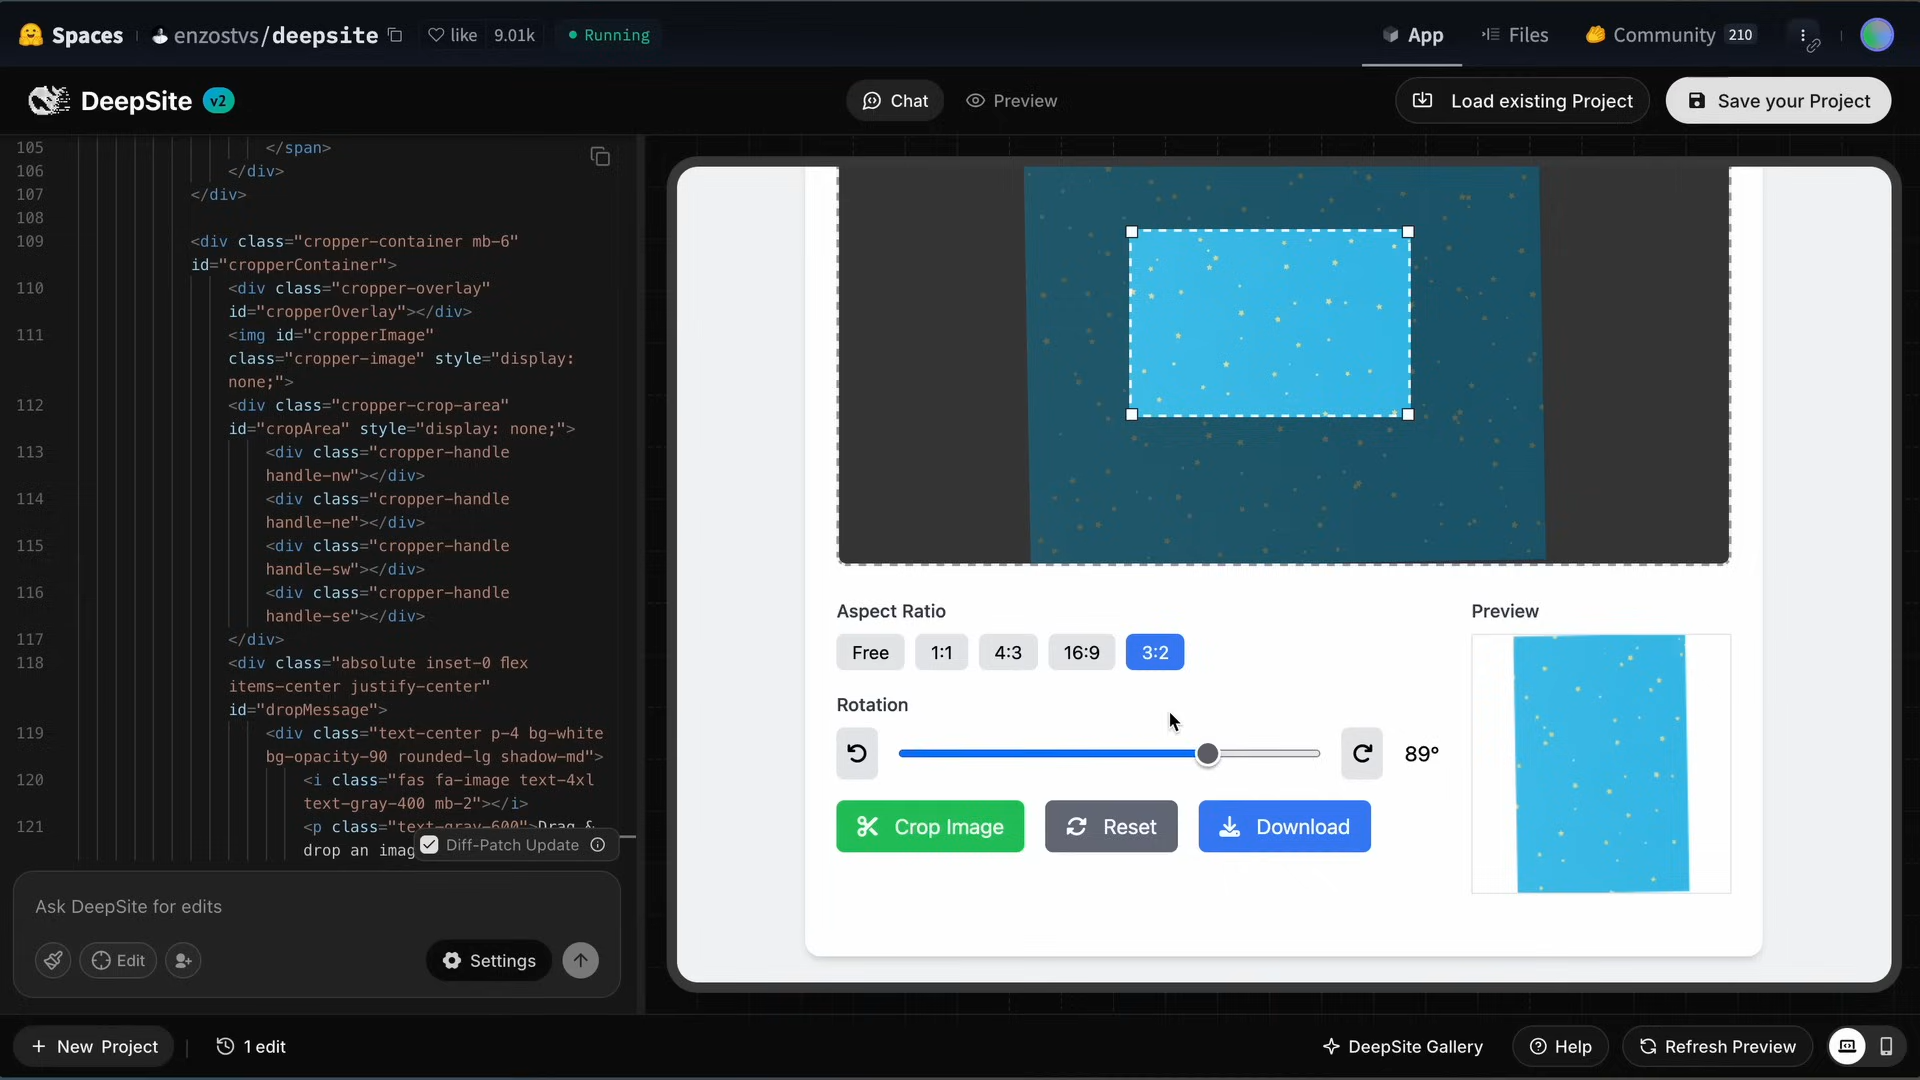 Spaces enzostvs/deepsite like 9.01k Running App Files Community 210
DeepSite v2 Chat Preview Load existing Project Save your Project
105 </span>
106 </div>
107 </div>
108
109 <div class="cropper-container mb-6"
id="cropperContainer">
110 <div class="cropper-overlay"
id="cropperOverlay"></div>
111 <img id="cropperImage"
class="cropper-image" style="display:
none;">
112 <div class="cropper-crop-area"
id="cropArea" style="display: none;">
113 <div class="cropper-handle
handle-nw"></div>
114 <div class="cropper-handle
handle-ne"></div>
115 <div class="cropper-handle
handle-sw"></div>
116 <div class="cropper-handle
handle-se"></div>
117 </div>
118 <div class="absolute inset-0 flex
items-center justify-center"
id="dropMessage">
119 <div class="text-center p-4 bg-white
bg-opacity-90 rounded-lg shadow-md">
120 <i class="fas fa-image text-4xl
text-gray-400 mb-2"></i>
121 <p class="text-gray-600">Drag &
drop an imag
Diff-Patch Update
Ask DeepSite for edits
Edit Settings
Aspect Ratio
Free 1:1 4:3 16:9 3:2
Rotation
89°
Crop Image Reset Download
Preview
New Project 1 edit DeepSite Gallery Help Refresh Preview